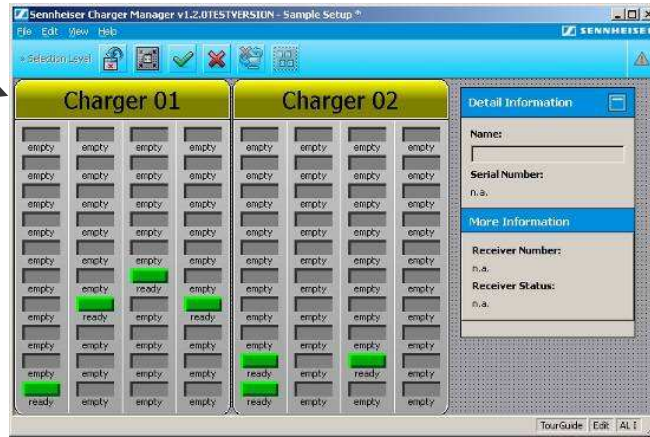 Sennheiser Charger Manager v1.2.0TESTVERSION - Sample Setup *
File Edit View Help
SENNHEISER
» Selection Level
Charger 01 Charger 02
empty empty empty empty empty empty empty empty
empty empty empty empty empty empty empty empty
empty empty empty empty empty empty empty empty
empty empty empty empty empty empty empty empty
empty empty empty empty empty empty empty empty
empty empty ready empty empty empty empty empty
empty ready empty ready empty empty empty empty
empty empty empty empty empty empty empty empty
empty empty empty empty ready empty ready empty
ready empty empty empty ready empty empty empty
Detail Information
Name:
Serial Number:
n.a.
More Information
Receiver Number:
n.a.
Receiver Status:
n.a.
TourGuide Edit